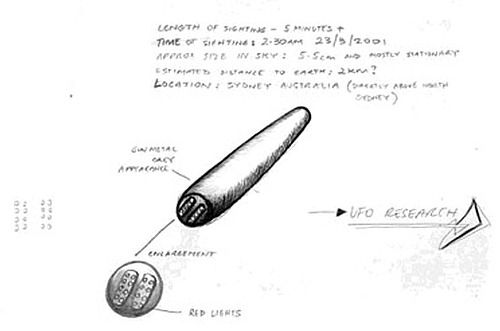 LENGTH OF SIGHTING - 5 MINUTES +
TIME OF SIGHTING: 2-30AM 23/9/2001
APPROX SIZE IN SKY: 5-5cm AND MOSTLY STATIONARY
ESTIMATED DISTANCE TO EARTH: 2KM?
LOCATION: SYDNEY AUSTRALIA (DIRECTLY ABOVE NORTH
SYDNEY)
GUNMETAL
GREY
APPEARANCE
UFO RESEARCH
ENLARGEMENT
RED LIGHTS